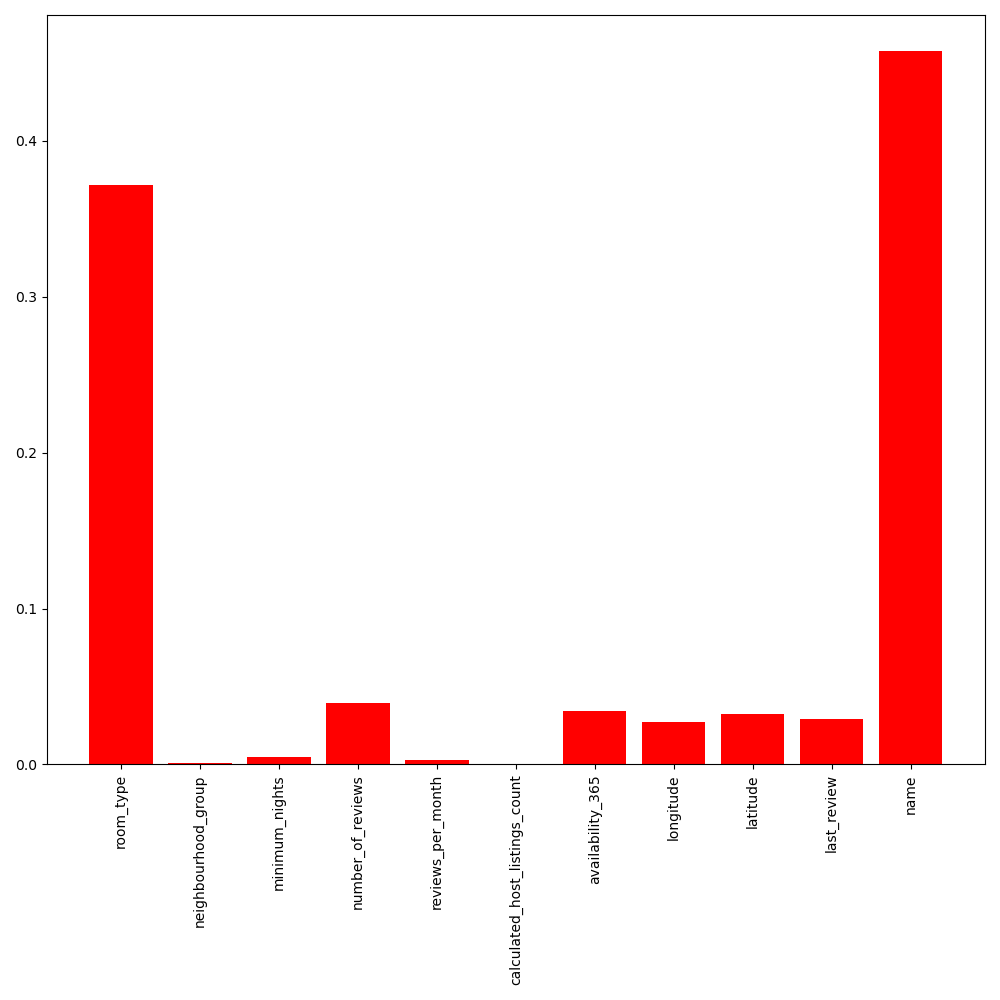 0.4
0.3
0.2
0.1
0.0
room_type
neighbourhood_group
minimum_nights
number_of_reviews
reviews_per_month
calculated_host_listings_count
availability_365
longitude
latitude
last_review
name